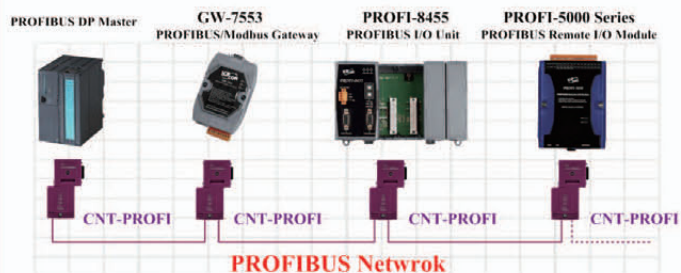 PROFIBUS DP Master
GW-7553
PROFIBUS/Modbus Gateway
PROFI-8455
PROFIBUS I/O Unit
PROFI-5000 Series
PROFIBUS Remote I/O Module
CNT-PROFI
CNT-PROFI
CNT-PROFI
CNT-PROFI
PROFIBUS Netwrok